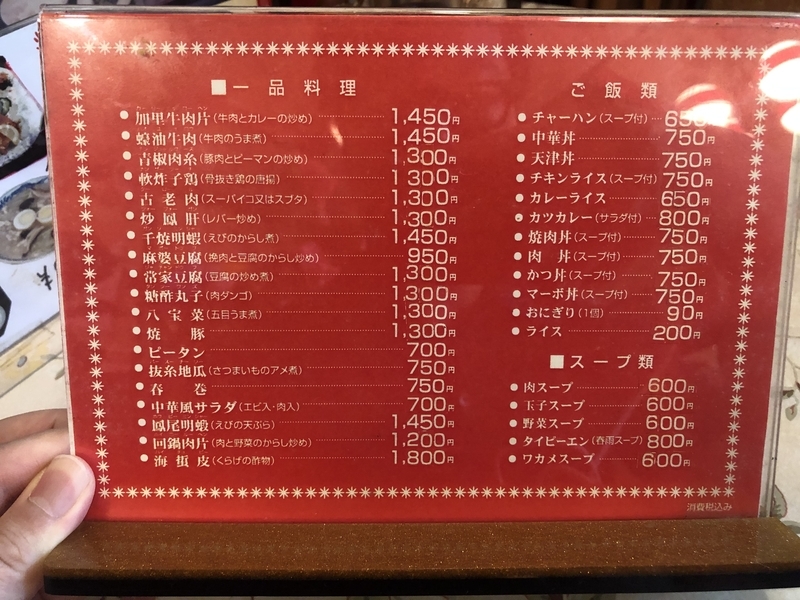 ■一品料理
●加里牛肉片(牛肉とカレーの炒め) 1,450円
●蠔油牛肉(牛肉のうま煮) 1,450円
●青椒肉糸(豚肉とピーマンの炒め) 1,300円
●軟炸子鶏(骨抜き鶏の唐揚) 1,300円
●古老肉(スーパイコ又はスブタ) 1,300円
●炒鳳肝(レバー炒め) 1,300円
●干焼明蝦(えびのからし煮) 1,450円
●麻婆豆腐(挽肉と豆腐のからし炒め) 950円
●常家豆腐(豆腐の炒め煮) 1,300円
●糖酢丸子(肉ダンゴ) 1,300円
●八宝菜(五目うま煮) 1,300円
●焼豚 1,300円
●ピータン 700円
●抜糸地瓜(さつまいものアメ煮) 750円
●春巻 750円
●中華風サラダ(エビ入・肉入) 700円
●鳳尾明蝦(えびの天ぷら) 1,450円
●回鍋肉片(肉と野菜のからし炒め) 1,200円
●海蜇皮(くらげの酢物) 1,800円
ご飯類
●チャーハン(スープ付) 650円
●中華丼 750円
●天津丼 750円
●チキンライス(スープ付) 750円
●カレーライス 650円
●カツカレー(サラダ付) 800円
●焼肉丼(スープ付) 750円
●肉丼(スープ付) 750円
●かつ丼(スープ付) 750円
●マーボ丼(スープ付) 750円
●おにぎり(1個) 90円
●ライス 200円
■スープ類
●肉スープ 600円
●玉子スープ 600円
●野菜スープ 600円
●タイピーエン(春雨スープ) 800円
●ワカメスープ 600円
消費税込み